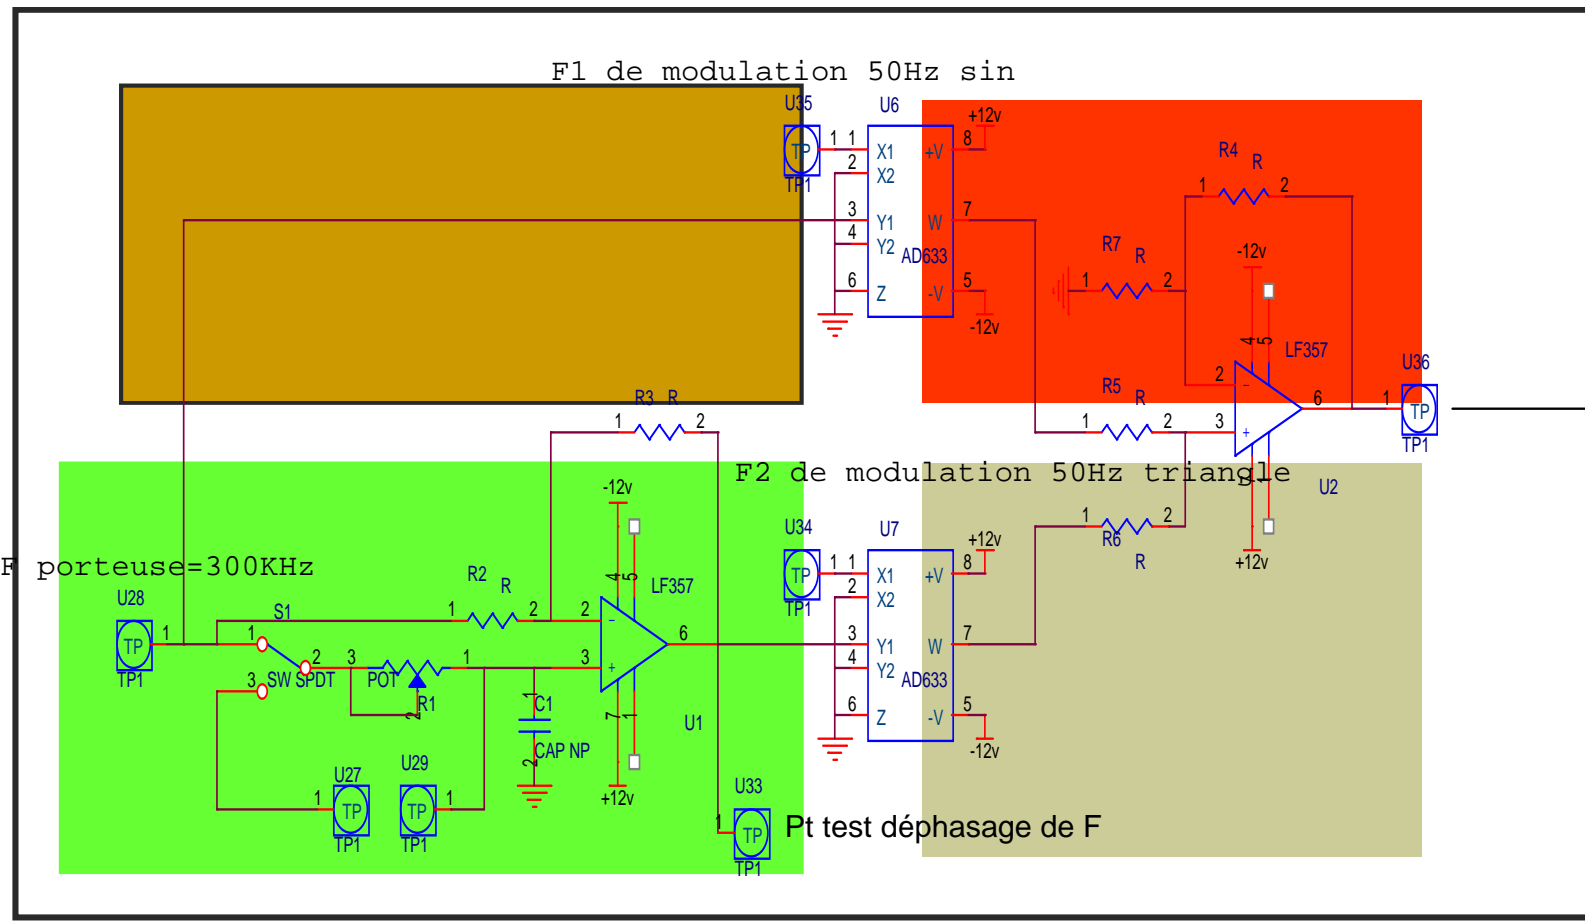 F1 de modulation 50Hz sin
U35
TP
TP1
1
U6
1
2
3
4
6
X1
X2
Y1
Y2
Z
+V
W
AD633
-V
8
7
5
+12v
-12v
R4
R
1
2
R7
R
1
2
-12v
4
5
LF357
2
3
6
-
+
+12v
U2
R5
R
1
2
R6
R
1
2
1
U36
TP
TP1
R3 R
1
2
F2 de modulation 50Hz triangle
F porteuse=300KHz
U28
TP
TP1
1
S1
1
2
3
SW SPDT
POT
3
1
2
R1
R2
R
1
2
C1
1
2
CAP NP
-12v
4
5
LF357
2
3
6
-
+
7
1
U1
+12v
U27
TP
TP1
1
U29
TP
TP1
1
U33
TP
TP1
1
Pt test déphasage de F
U34
TP
TP1
1
U7
1
2
3
4
6
X1
X2
Y1
Y2
Z
+V
W
AD633
-V
8
7
5
+12v
-12v